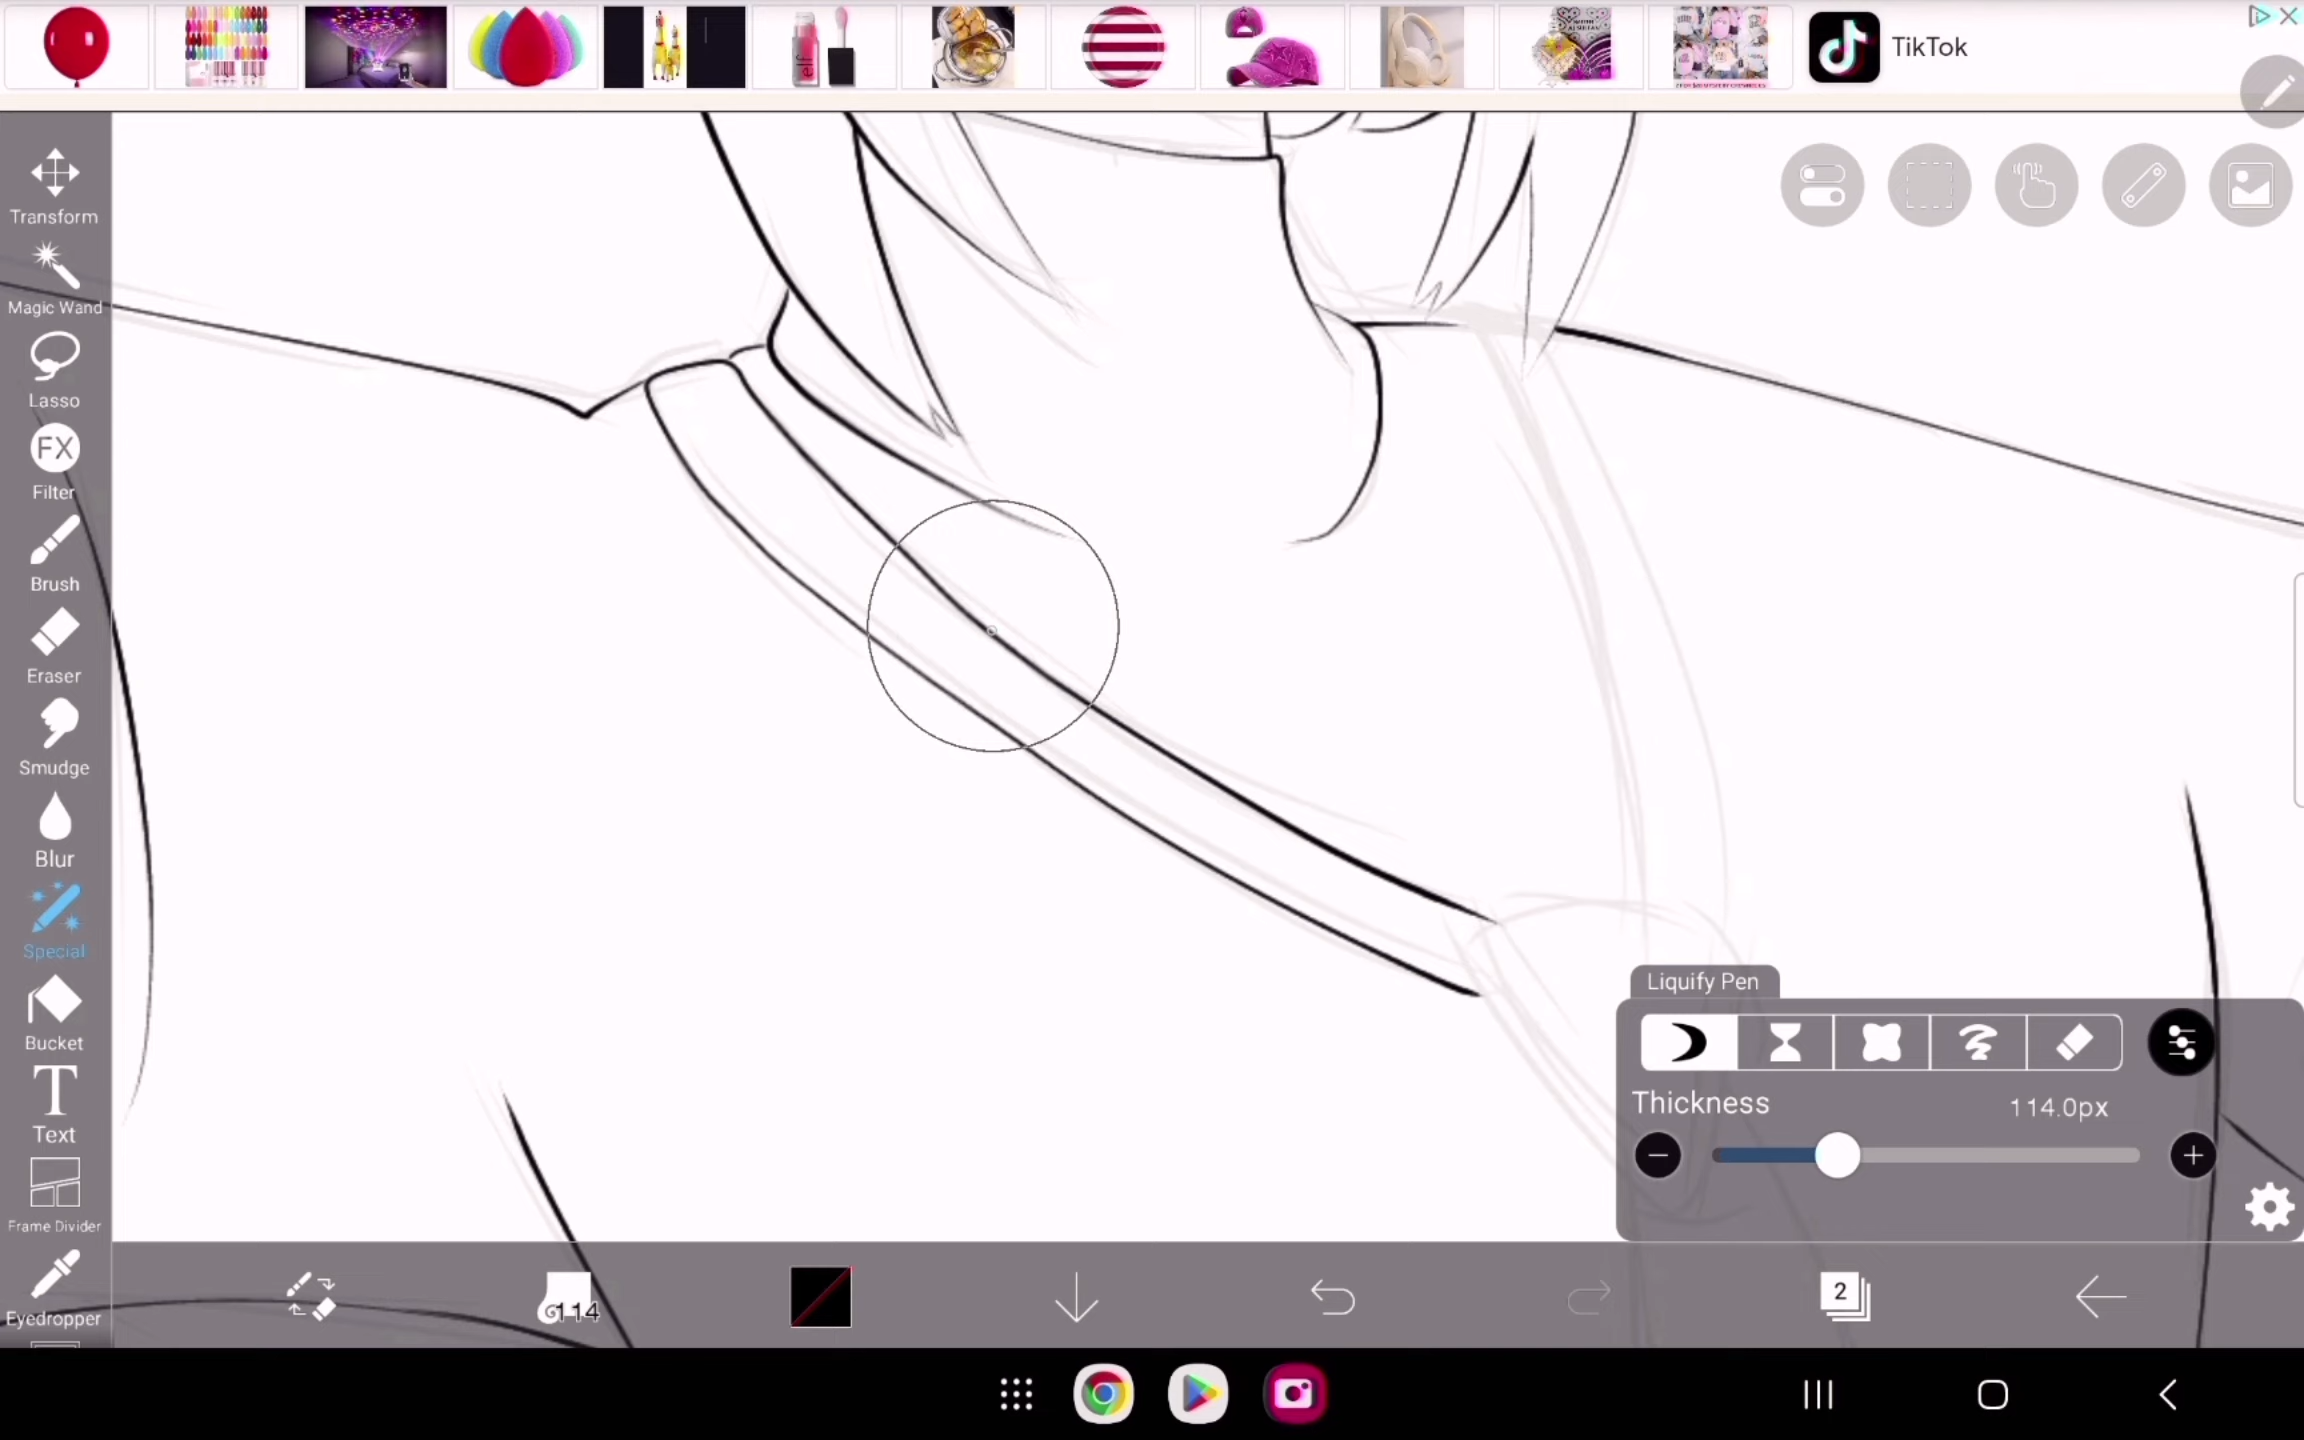 elf
TikTok
Transform
Magic Wand
Lasso
FX
Filter
Brush
Eraser
Smudge
Blur
Special
Bucket
T
Text
Frame Divider
Eyedropper
Liquify Pen
Thickness
114.0px
114
2